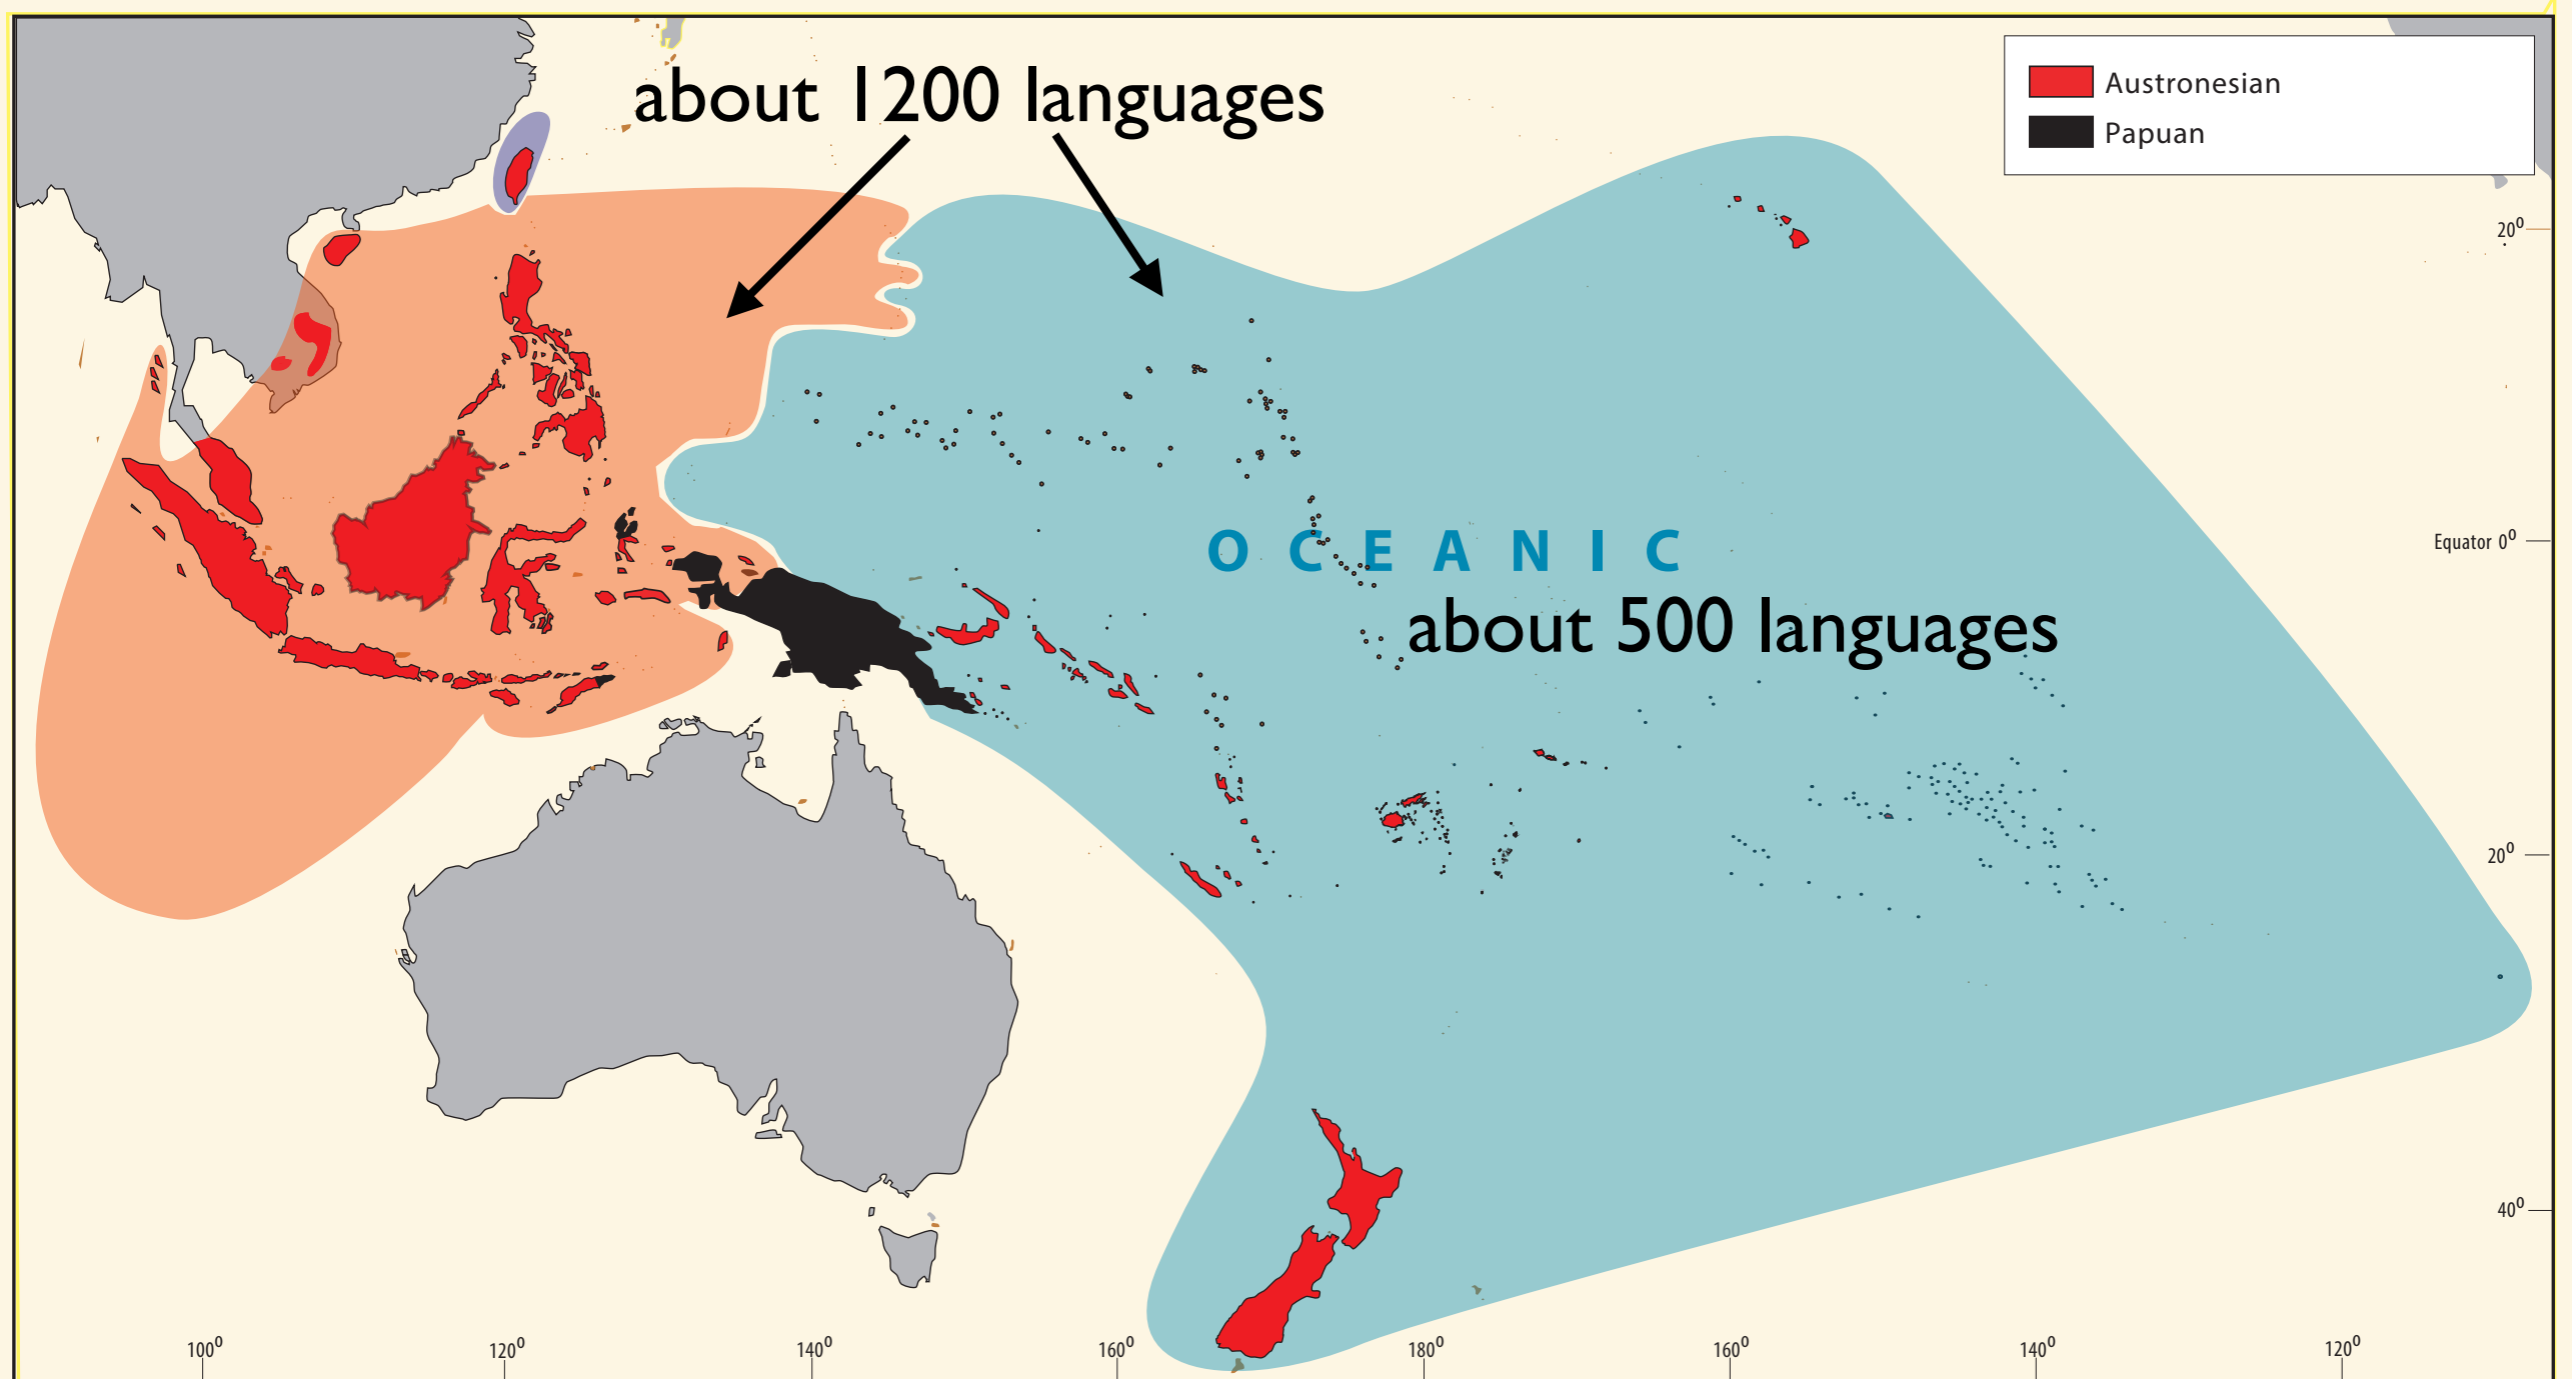 about 1200 languages
Austronesian
Papuan
20⁰
O C E A N I C
Equator 0⁰
about 500 languages
20⁰
40⁰
100⁰ 120⁰ 140⁰ 160⁰ 180⁰ 160⁰ 140⁰ 120⁰